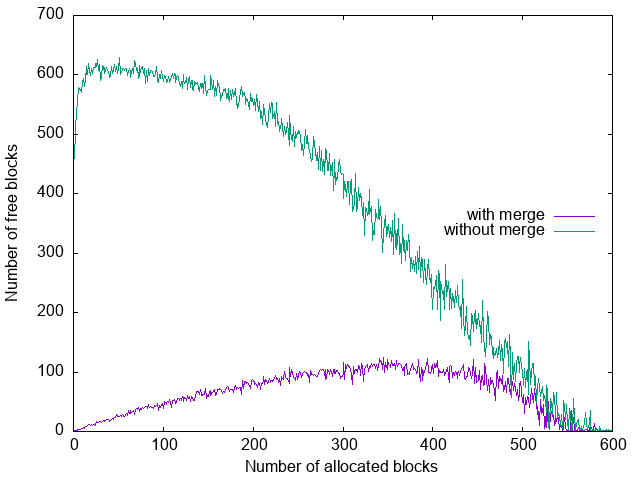 700
600
500
400
300
200
100
0
Number of free blocks
with merge
without merge
0 100 200 300 400 500 600
Number of allocated blocks